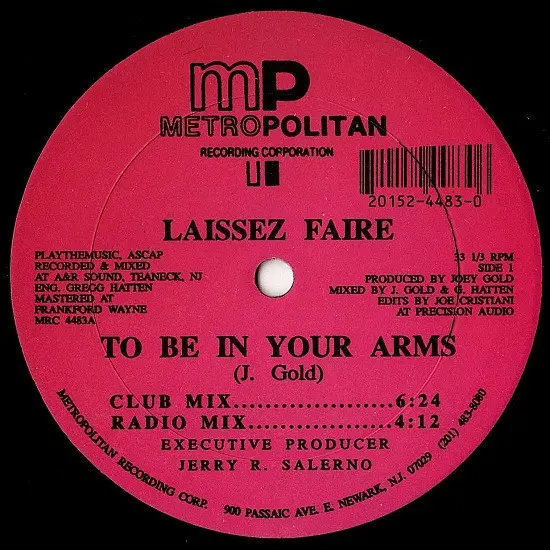 mp
METROPOLITAN
RECORDING CORPORATION
20152-4483-0
LAISSEZ FAIRE
PLAYTHEMUSIC, ASCAP
RECORDED & MIXED
AT A&R SOUND, TEANECK, NJ
ENG. GREGG HATTEN
MASTERED AT
FRANKFORD WAYNE
MRC 4483A
33 1/3 RPM
SIDE 1
PRODUCED BY JOEY GOLD
MIXED BY J. GOLD & G. HATTEN
EDITS BY JOE CRISTIANI
AT PRECISION AUDIO
TO BE IN YOUR ARMS
(J. Gold)
CLUB MIX....................6:24
RADIO MIX..................4:12
EXECUTIVE PRODUCER
JERRY R. SALERNO
METROPOLITAN RECORDING CORP. 900 PASSAIC AVE. E. NEWARK, N.J. 07029 (201) 483-8080